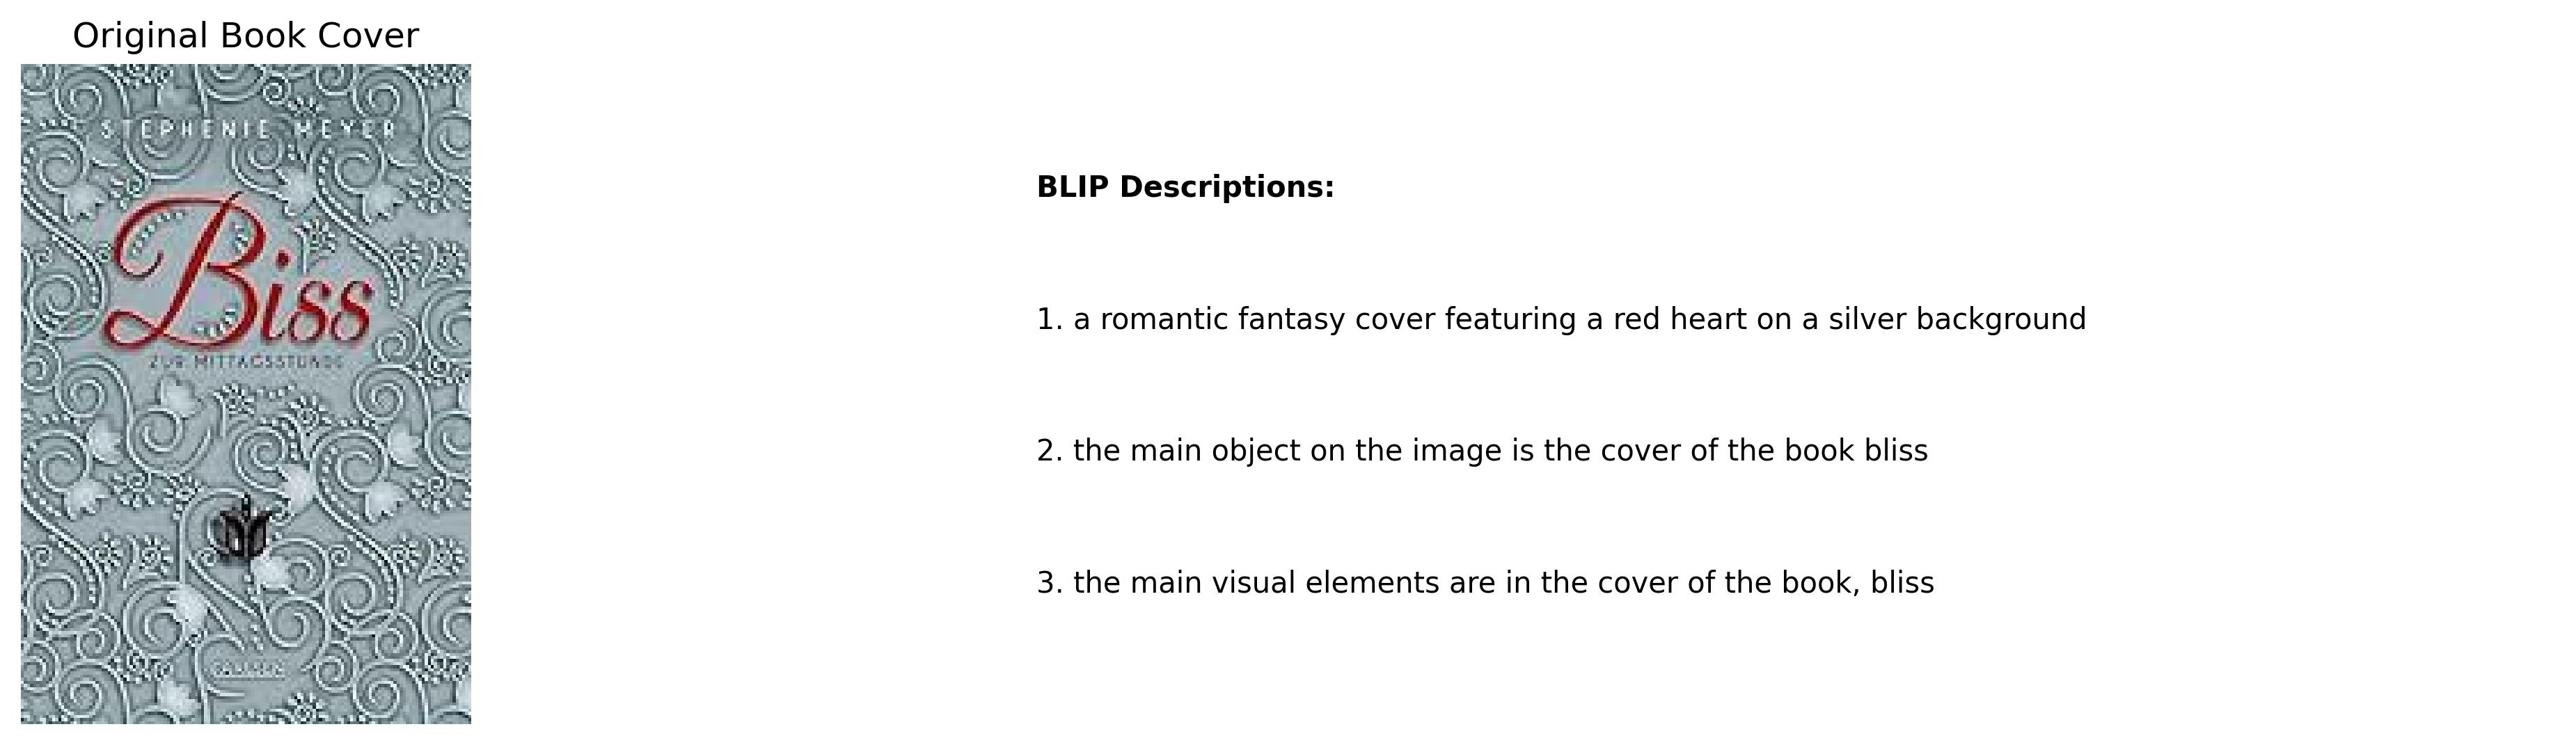 Original Book Cover
STEPHENIE MEYER
Biss
ZUR MITTAGSSTUNDE
BLIP Descriptions:
1. a romantic fantasy cover featuring a red heart on a silver background
2. the main object on the image is the cover of the book bliss
3. the main visual elements are in the cover of the book, bliss